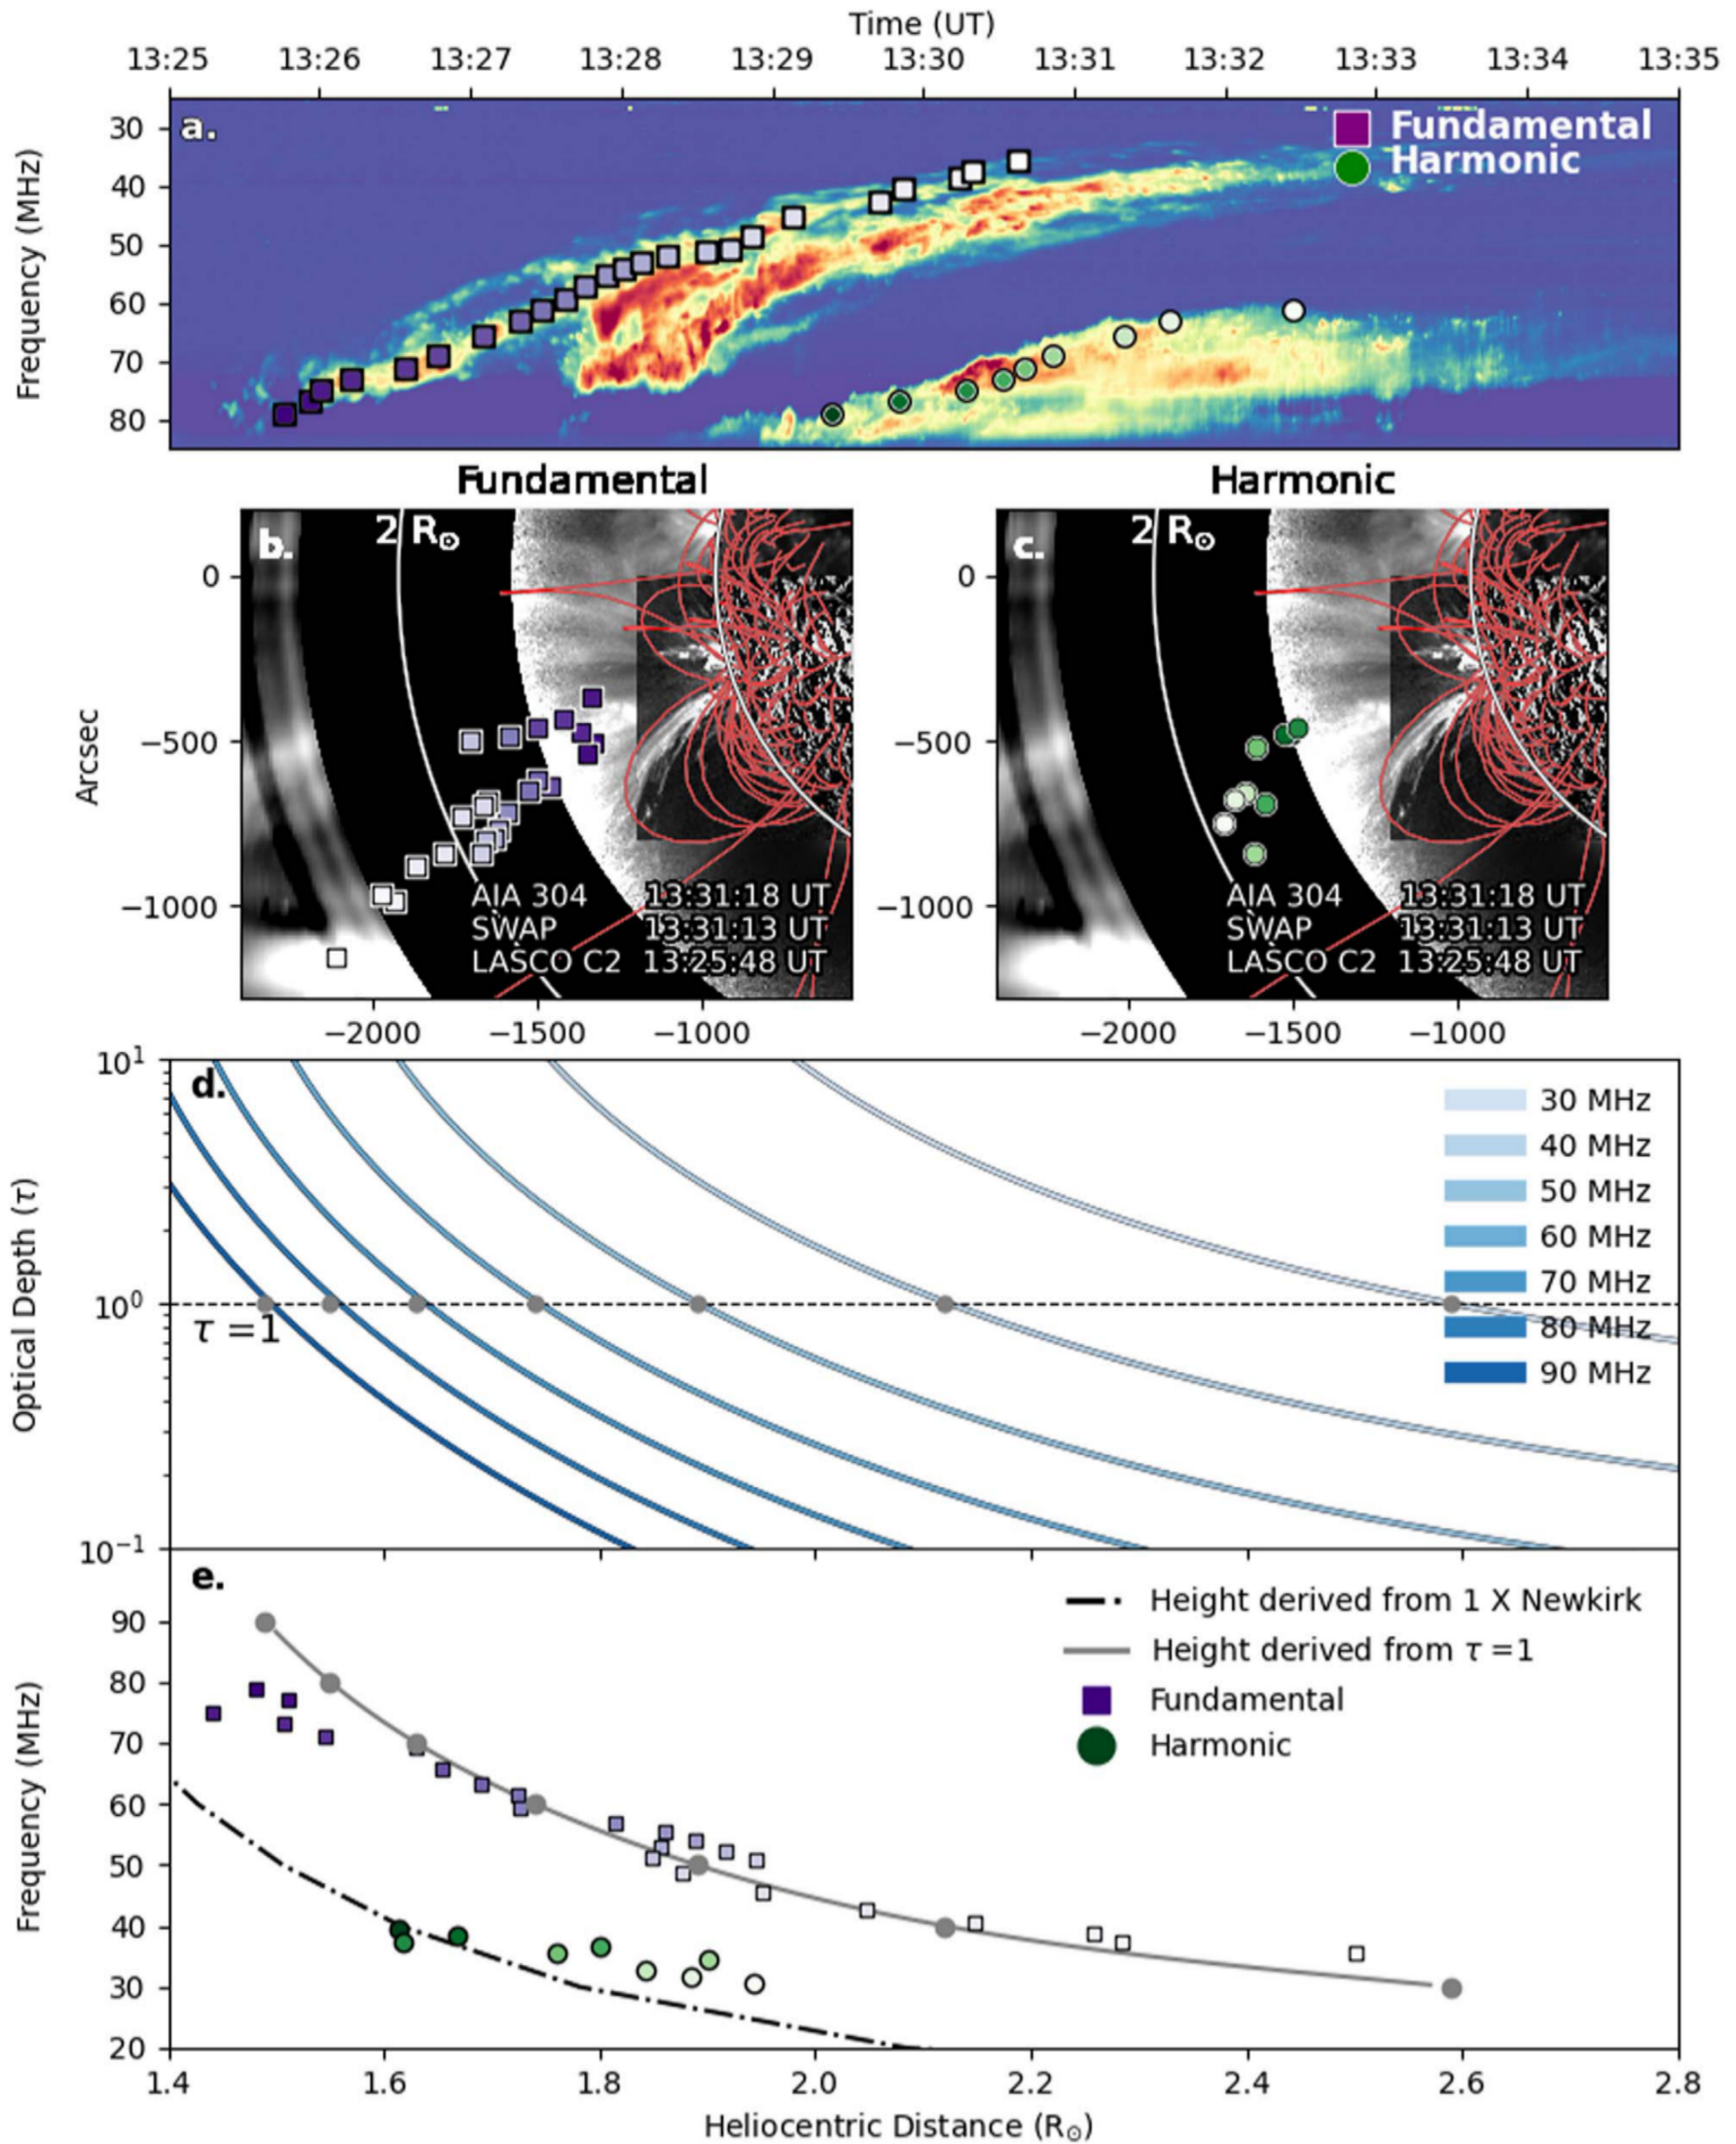 Time (UT)
13:25 13:26 13:27 13:28 13:29 13:30 13:31 13:32 13:33 13:34 13:35
a.
Fundamental
Harmonic
Frequency (MHz)
30
40
50
60
70
80
Fundamental
Harmonic
b.
2 R☉
c.
2 R☉
Arcsec
0
−500
−1000
0
−500
−1000
AIA 304 13:31:18 UT
SWAP 13:31:13 UT
LASCO C2 13:25:48 UT
AIA 304 13:31:18 UT
SWAP 13:31:13 UT
LASCO C2 13:25:48 UT
−2000 −1500 −1000
−2000 −1500 −1000
d.
Optical Depth (τ)
10¹
10⁰
10⁻¹
τ =1
30 MHz
40 MHz
50 MHz
60 MHz
70 MHz
80 MHz
90 MHz
e.
Height derived from 1 X Newkirk
Height derived from τ =1
Fundamental
Harmonic
Frequency (MHz)
90
80
70
60
50
40
30
20
1.4 1.6 1.8 2.0 2.2 2.4 2.6 2.8
Heliocentric Distance (R☉)